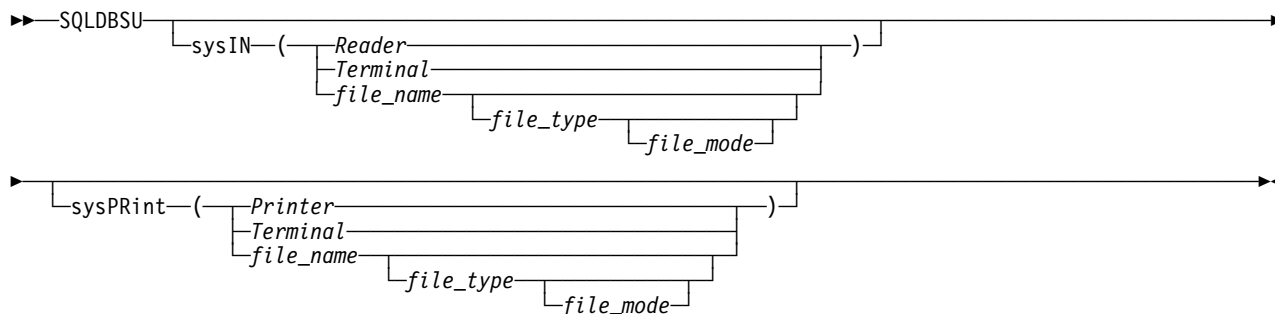 SQLDBSU
sysIN ( Reader )
Terminal
file_name
file_type
file_mode
sysPRint ( Printer )
Terminal
file_name
file_type
file_mode